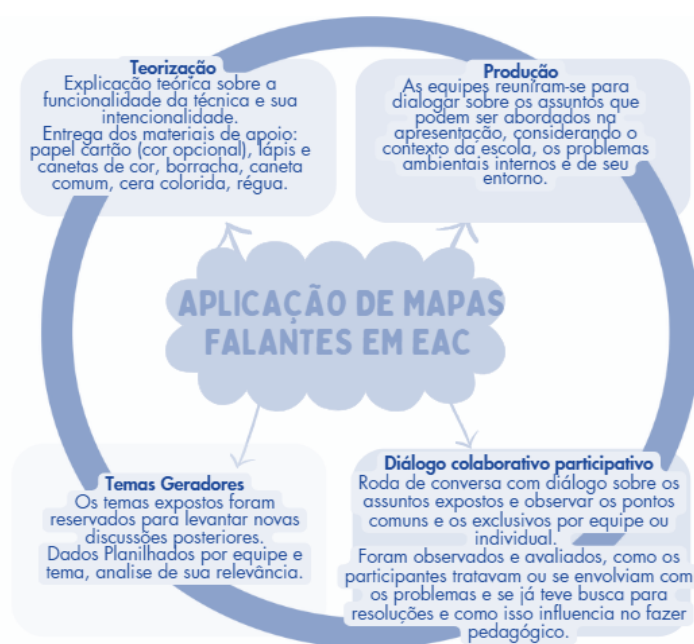 Teorização
Explicação teórica sobre a
funcionalidade da técnica e sua
intencionalidade.
Entrega dos materiais de apoio:
papel cartão (cor opcional), lápis e
canetas de cor, borracha, caneta
comum, cera colorida, régua.
Produção
As equipes reuniram-se para
dialogar sobre os assuntos que
podem ser abordados na
apresentação, considerando o
contexto da escola, os problemas
ambientais internos e de seu
entorno.
APLICAÇÃO DE MAPAS
FALANTES EM EAC
Temas Geradores
Os temas expostos foram
reservados para levantar novas
discussões posteriores.
Dados Planilhados por equipe e
tema, analise de sua relevância.
Diálogo colaborativo participativo
Roda de conversa com diálogo sobre os
assuntos expostos e observar os pontos
comuns e os exclusivos por equipe ou
individual.
Foram observados e avaliados, como os
participantes tratavam ou se envolviam com
os problemas e se já teve busca para
resoluções e como isso influencia no fazer
pedagógico.